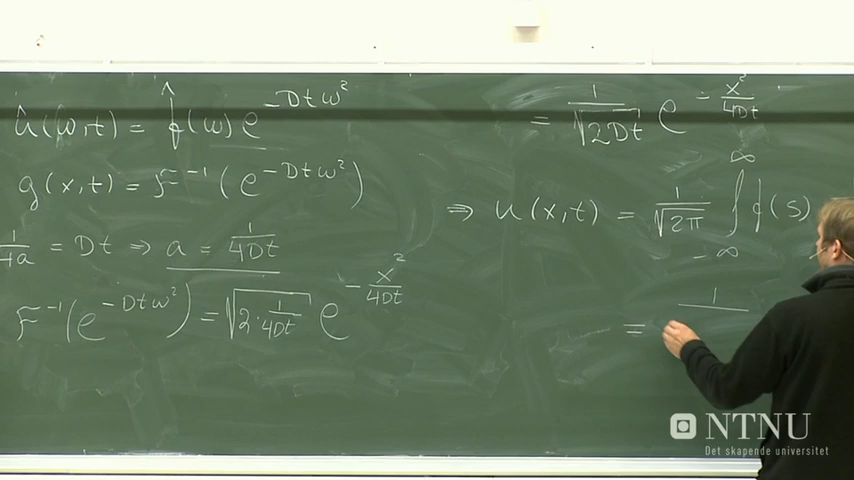 û(ω,t) = f̂(ω) e^{-Dtω²}
g(x,t) = F⁻¹(e^{-Dtω²})
1/4a = Dt ⇒ a = 1/4Dt
F⁻¹(e^{-Dtω²}) = √(2·1/4Dt) e^{-x²/4Dt}
= 1/√2Dt e^{-x²/4Dt}
⇒ u(x,t) = 1/√2π ∫_{-∞}^{∞} f(s)
= 1
NTNU
Det skapende universitet